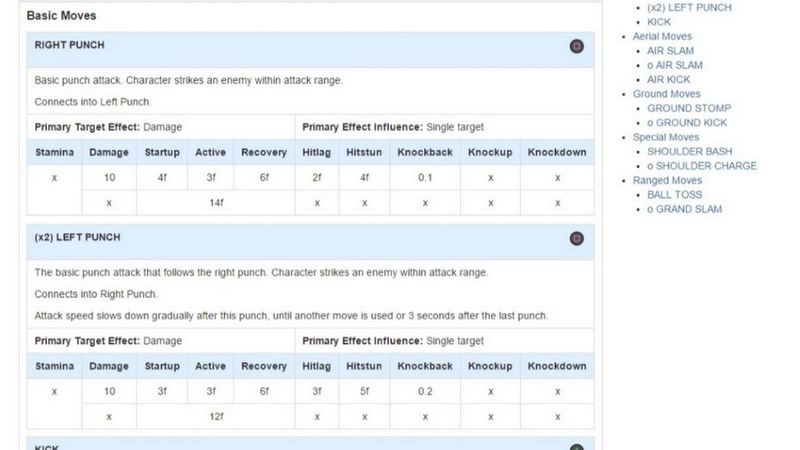 Basic Moves
RIGHT PUNCH
Basic punch attack. Character strikes an enemy within attack range.
Connects into Left Punch.
Primary Target Effect: Damage Primary Effect Influence: Single target
Stamina Damage Startup Active Recovery Hitlag Hitstun Knockback Knockup Knockdown
x 10 4f 3f 6f 2f 4f 0.1 x x
x 14f x x x x x
(x2) LEFT PUNCH
The basic punch attack that follows the right punch. Character strikes an enemy within attack range.
Connects into Right Punch.
Attack speed slows down gradually after this punch, until another move is used or 3 seconds after the last punch.
Primary Target Effect: Damage Primary Effect Influence: Single target
Stamina Damage Startup Active Recovery Hitlag Hitstun Knockback Knockup Knockdown
x 10 3f 3f 6f 3f 5f 0.2 x x
x 12f x x x x x
KICK
(x2) LEFT PUNCH
KICK
Aerial Moves
AIR SLAM
o AIR SLAM
AIR KICK
Ground Moves
GROUND STOMP
o GROUND KICK
Special Moves
SHOULDER BASH
o SHOULDER CHARGE
Ranged Moves
BALL TOSS
o GRAND SLAM